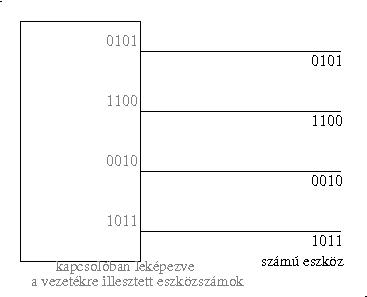 0101
0101
1100
1100
0010
0010
1011
1011
számú eszköz
kapcsolóban leképezve
a vezetékre illesztett eszközszámok